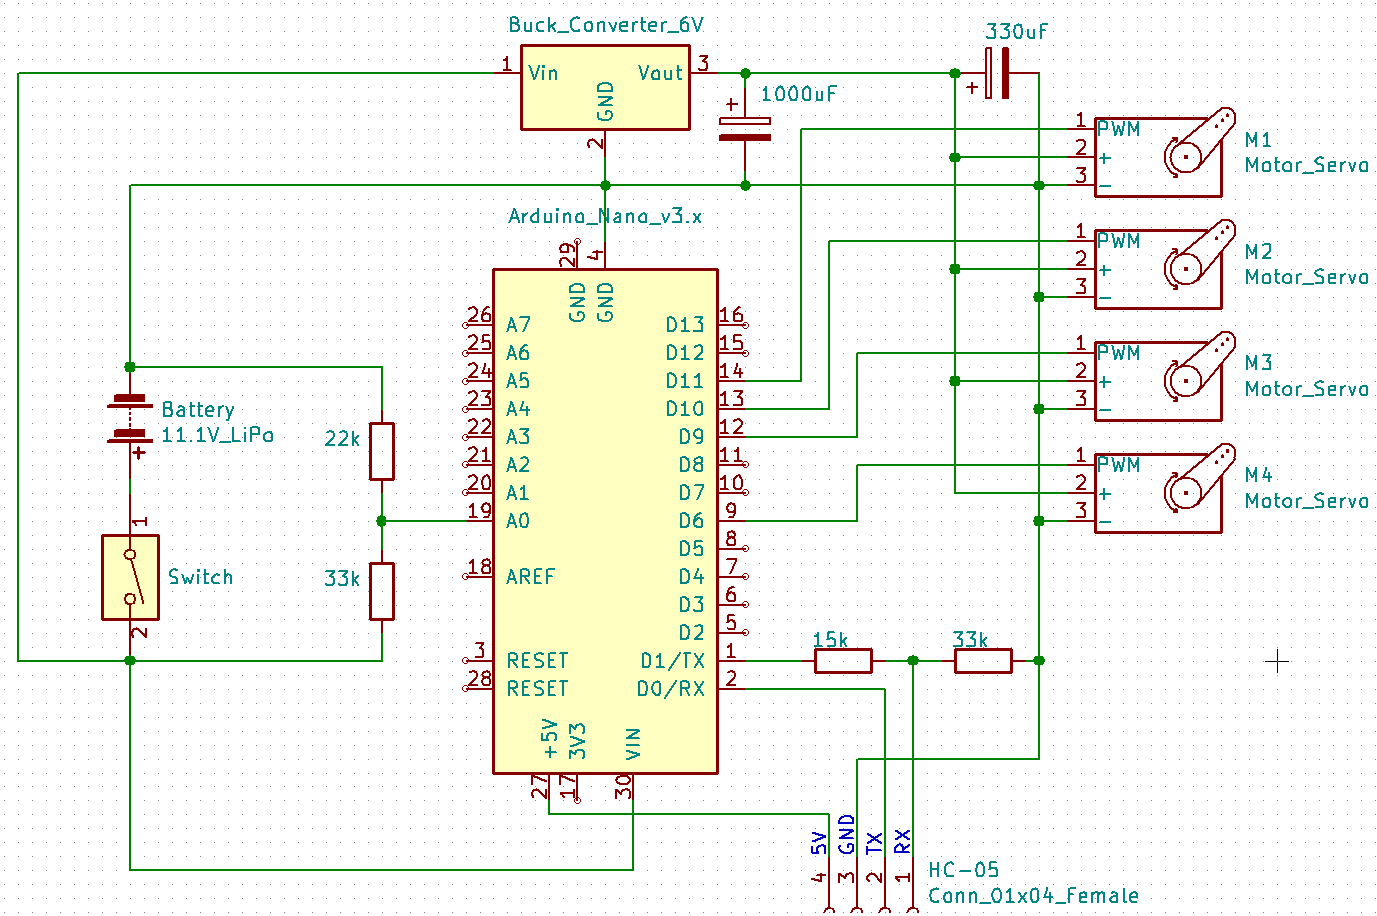 Buck_Converter_6V
1 Vin Vout 3
GND
2
330uF
+
1000uF
+
1 PWM
2 +
3 -
M1
Motor_Servo
Arduino_Nano_v3.x
29 4
GND GND
1 PWM
2 +
3 -
M2
Motor_Servo
26 A7 D13 16
25 A6 D12 15
24 A5 D11 14
23 A4 D10 13
22 A3 D9 12
21 A2 D8 11
20 A1 D7 10
19 A0 D6 9
D5 8
18 AREF D4 7
D3 6
D2 5
3 RESET D1/TX 1
28 RESET D0/RX 2
+5V 3V3 VIN
27 17 30
1 PWM
2 +
3 -
M3
Motor_Servo
1 PWM
2 +
3 -
M4
Motor_Servo
Battery
11.1V_LiPo
+
22k
33k
1
Switch
2
15k
33k
5V GND TX RX
4 3 2 1
HC-05
Conn_01x04_Female